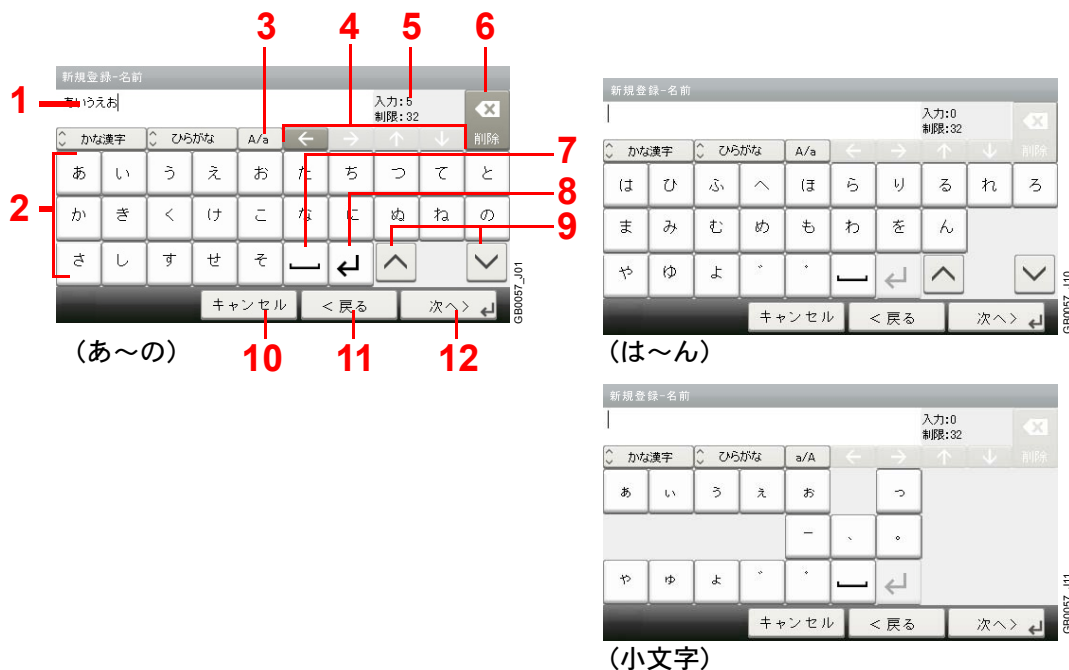 3 4 5 6
新規登録-名前
1 あいうえお 入力:5
制限:32
かな漢字 ひらがな A/a ← → ↑ ↓ 削除
7
あ い う え お た ち つ て と
8
2 か き く け こ な に ぬ ね の
9
さ し す せ そ
キャンセル < 戻る 次へ >
GB0057_J01
(あ～の) 10 11 12
新規登録-名前
入力:0
制限:32
かな漢字 ひらがな A/a ← → ↑ ↓ 削除
は ひ ふ へ ほ ら り る れ ろ
ま み む め も わ を ん
や ゆ よ ゛ ゜
キャンセル < 戻る 次へ >
GB0057_J10
(は～ん)
新規登録-名前
入力:0
制限:32
かな漢字 ひらがな a/A ← → ↑ ↓ 削除
ぁ ぃ ぅ ぇ ぉ っ
ー 、 。
ゃ ゅ ょ ゛ ゜
キャンセル < 戻る 次へ >
GB0057_J11
(小文字)